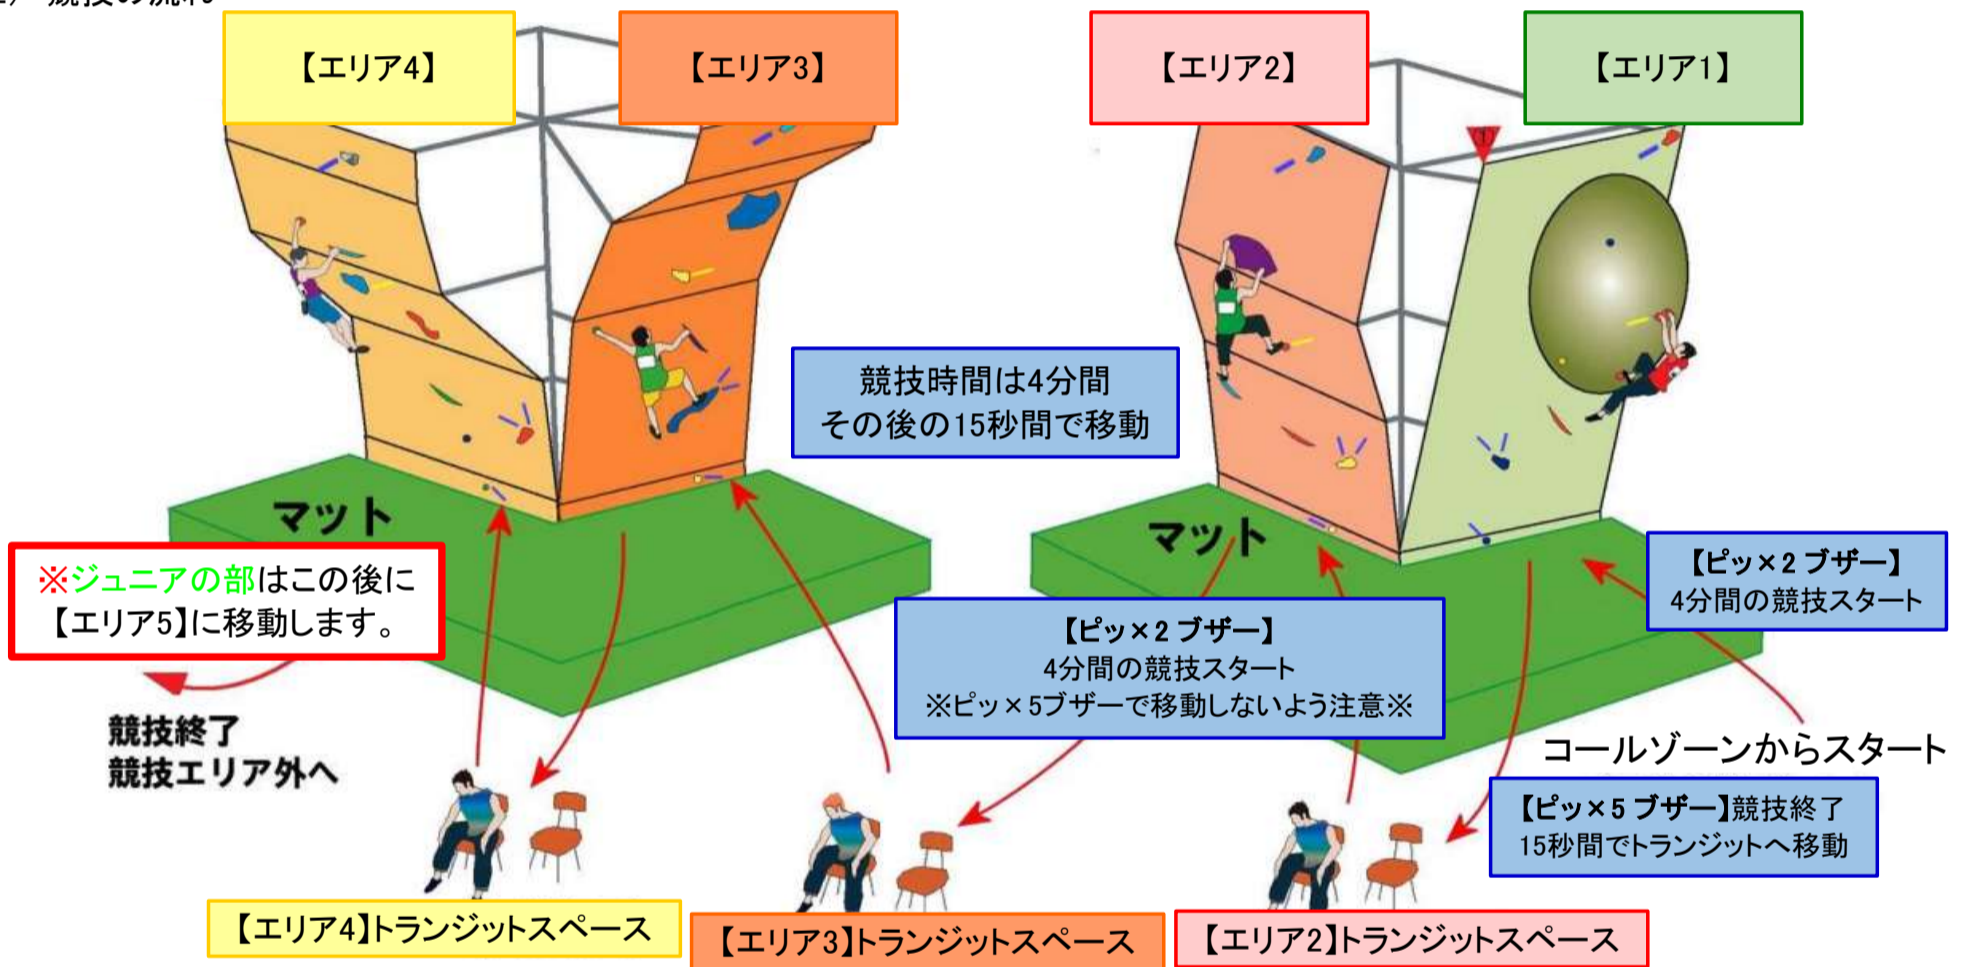 【エリア4】
【エリア3】
【エリア2】
【エリア1】
競技時間は4分間
その後の15秒間で移動
マット
マット
※ジュニアの部はこの後に
【エリア5】に移動します。
【ピッ×2 ブザー】
4分間の競技スタート
【ピッ×2 ブザー】
4分間の競技スタート
※ピッ×5ブザーで移動しないよう注意※
競技終了
競技エリア外へ
コールゾーンからスタート
【ピッ×5 ブザー】競技終了
15秒間でトランジットへ移動
【エリア4】トランジットスペース
【エリア3】トランジットスペース
【エリア2】トランジットスペース